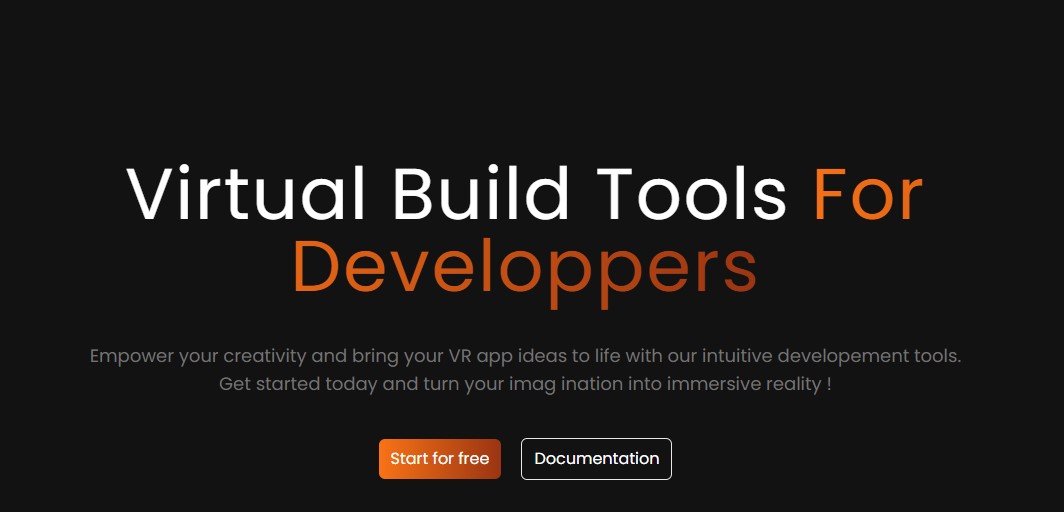 Virtual Build Tools For
Developpers
Empower your creativity and bring your VR app ideas to life with our intuitive developement tools.
Get started today and turn your imag ination into immersive reality !
Start for free
Documentation